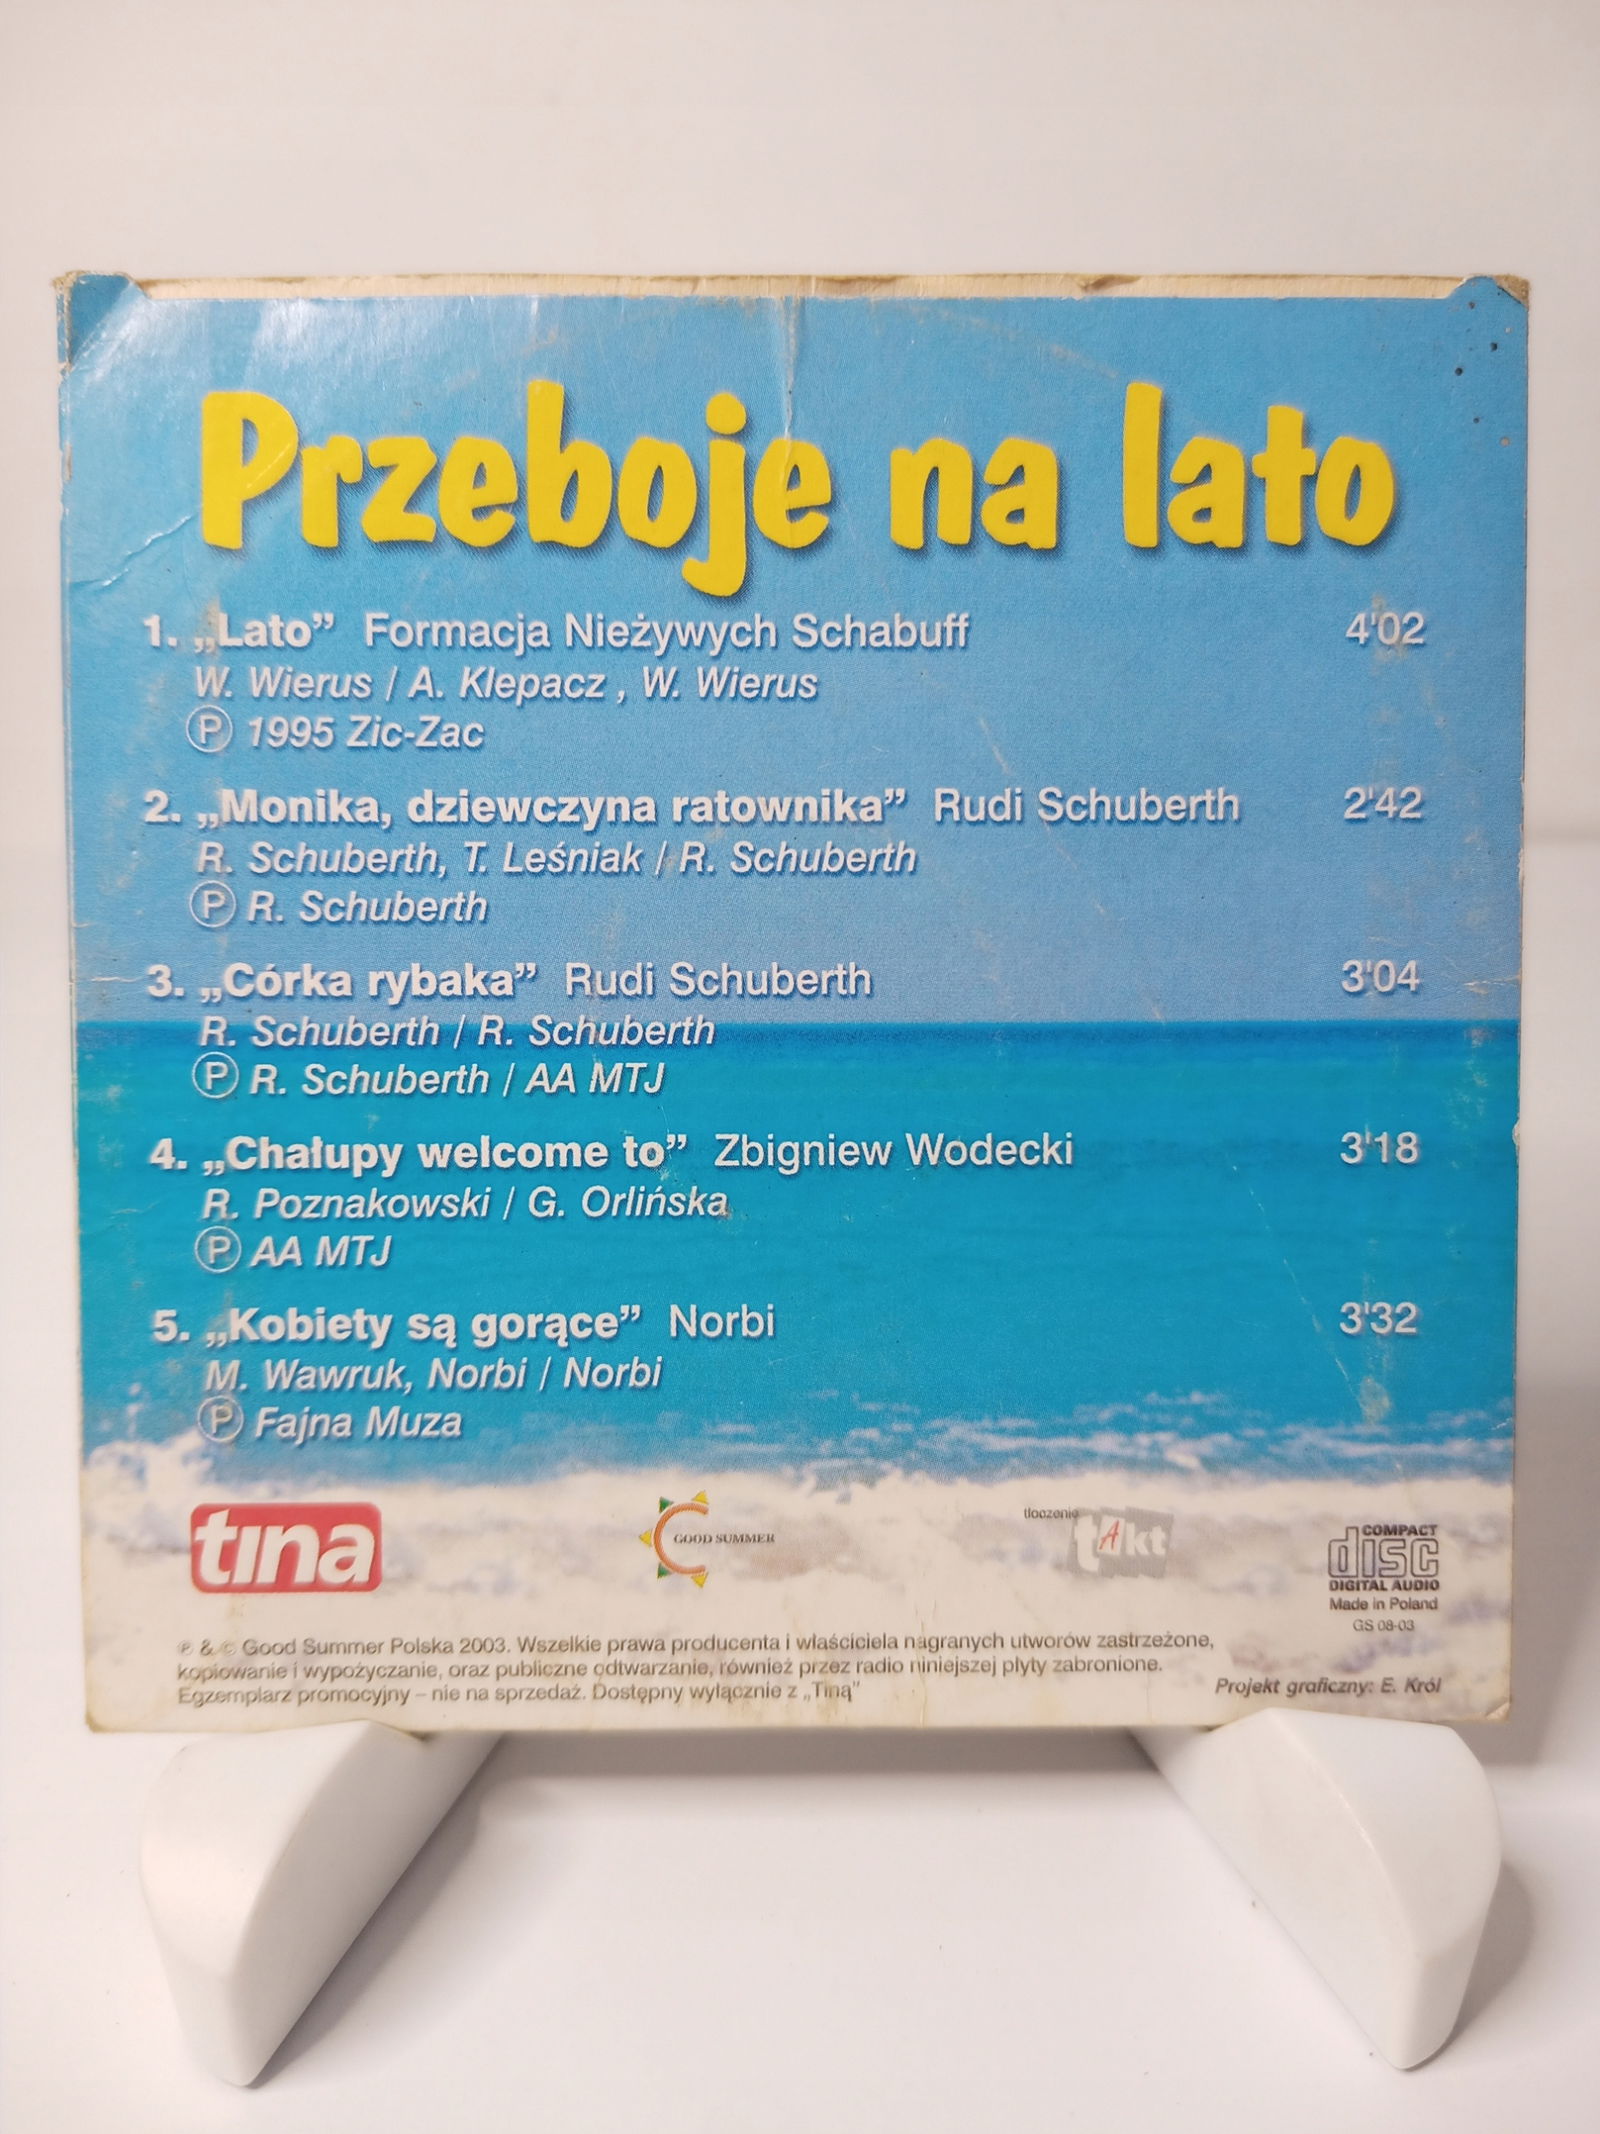 Przeboje na lato
1. „Lato” Formacja Nieżywych Schabuff 4'02
W. Wierus / A. Klepacz , W. Wierus
Ⓟ 1995 Zic-Zac
2. „Monika, dziewczyna ratownika” Rudi Schuberth 2'42
R. Schuberth, T. Leśniak / R. Schuberth
Ⓟ R. Schuberth
3. „Córka rybaka” Rudi Schuberth 3'04
R. Schuberth / R. Schuberth
Ⓟ R. Schuberth / AA MTJ
4. „Chałupy welcome to” Zbigniew Wodecki 3'18
R. Poznakowski / G. Orlińska
Ⓟ AA MTJ
5. „Kobiety są gorące” Norbi 3'32
M. Wawruk, Norbi / Norbi
Ⓟ Fajna Muza
tina
GOOD SUMMER
tłoczenie
tAkt
COMPACT
disc
DIGITAL AUDIO
Made in Poland
GS 08-03
Ⓟ & © Good Summer Polska 2003. Wszelkie prawa producenta i właściciela nagranych utworów zastrzeżone,
kopiowanie i wypożyczanie, oraz publiczne odtwarzanie, również przez radio niniejszej płyty zabronione.
Egzemplarz promocyjny – nie na sprzedaż. Dostępny wyłącznie z „Tiną”
Projekt graficzny: E. Król